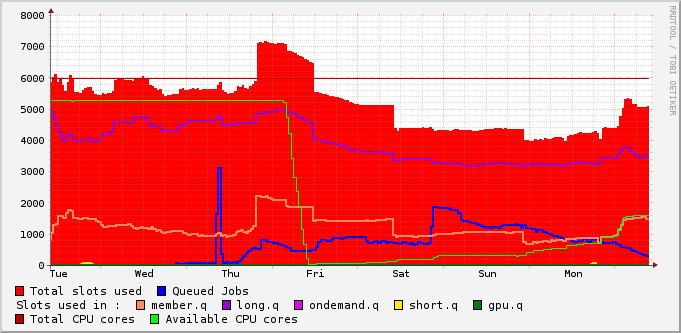 8000
7000
6000
5000
4000
3000
2000
1000
0
Tue Wed Thu Fri Sat Sun Mon
RRDTOOL / TOBI OETIKER
Total slots used Queued Jobs
Slots used in : member.q long.q ondemand.q short.q gpu.q
Total CPU cores Available CPU cores